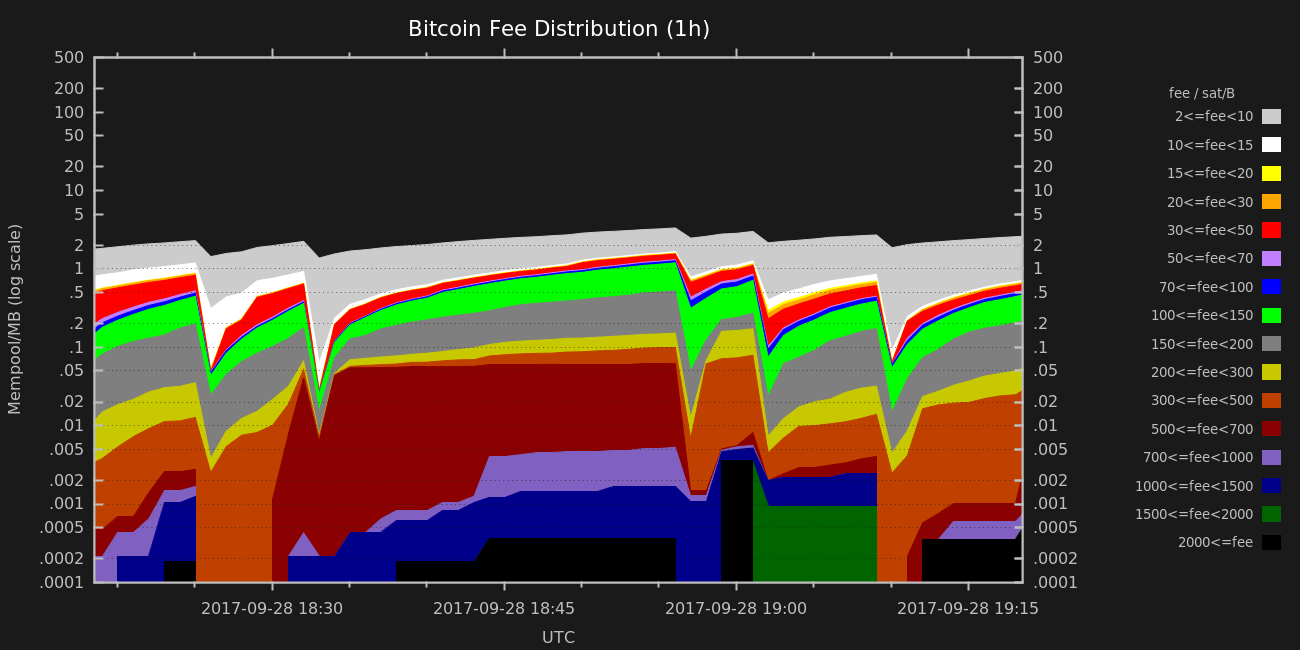 Bitcoin Fee Distribution (1h)
Mempool/MB (log scale)
500
200
100
50
20
10
5
2
1
.5
.2
.1
.05
.02
.01
.005
.002
.001
.0005
.0002
.0001
500
200
100
50
20
10
5
2
1
.5
.2
.1
.05
.02
.01
.005
.002
.001
.0005
.0002
.0001
2017-09-28 18:30
2017-09-28 18:45
2017-09-28 19:00
2017-09-28 19:15
UTC
fee / sat/B
2<=fee<10
10<=fee<15
15<=fee<20
20<=fee<30
30<=fee<50
50<=fee<70
70<=fee<100
100<=fee<150
150<=fee<200
200<=fee<300
300<=fee<500
500<=fee<700
700<=fee<1000
1000<=fee<1500
1500<=fee<2000
2000<=fee